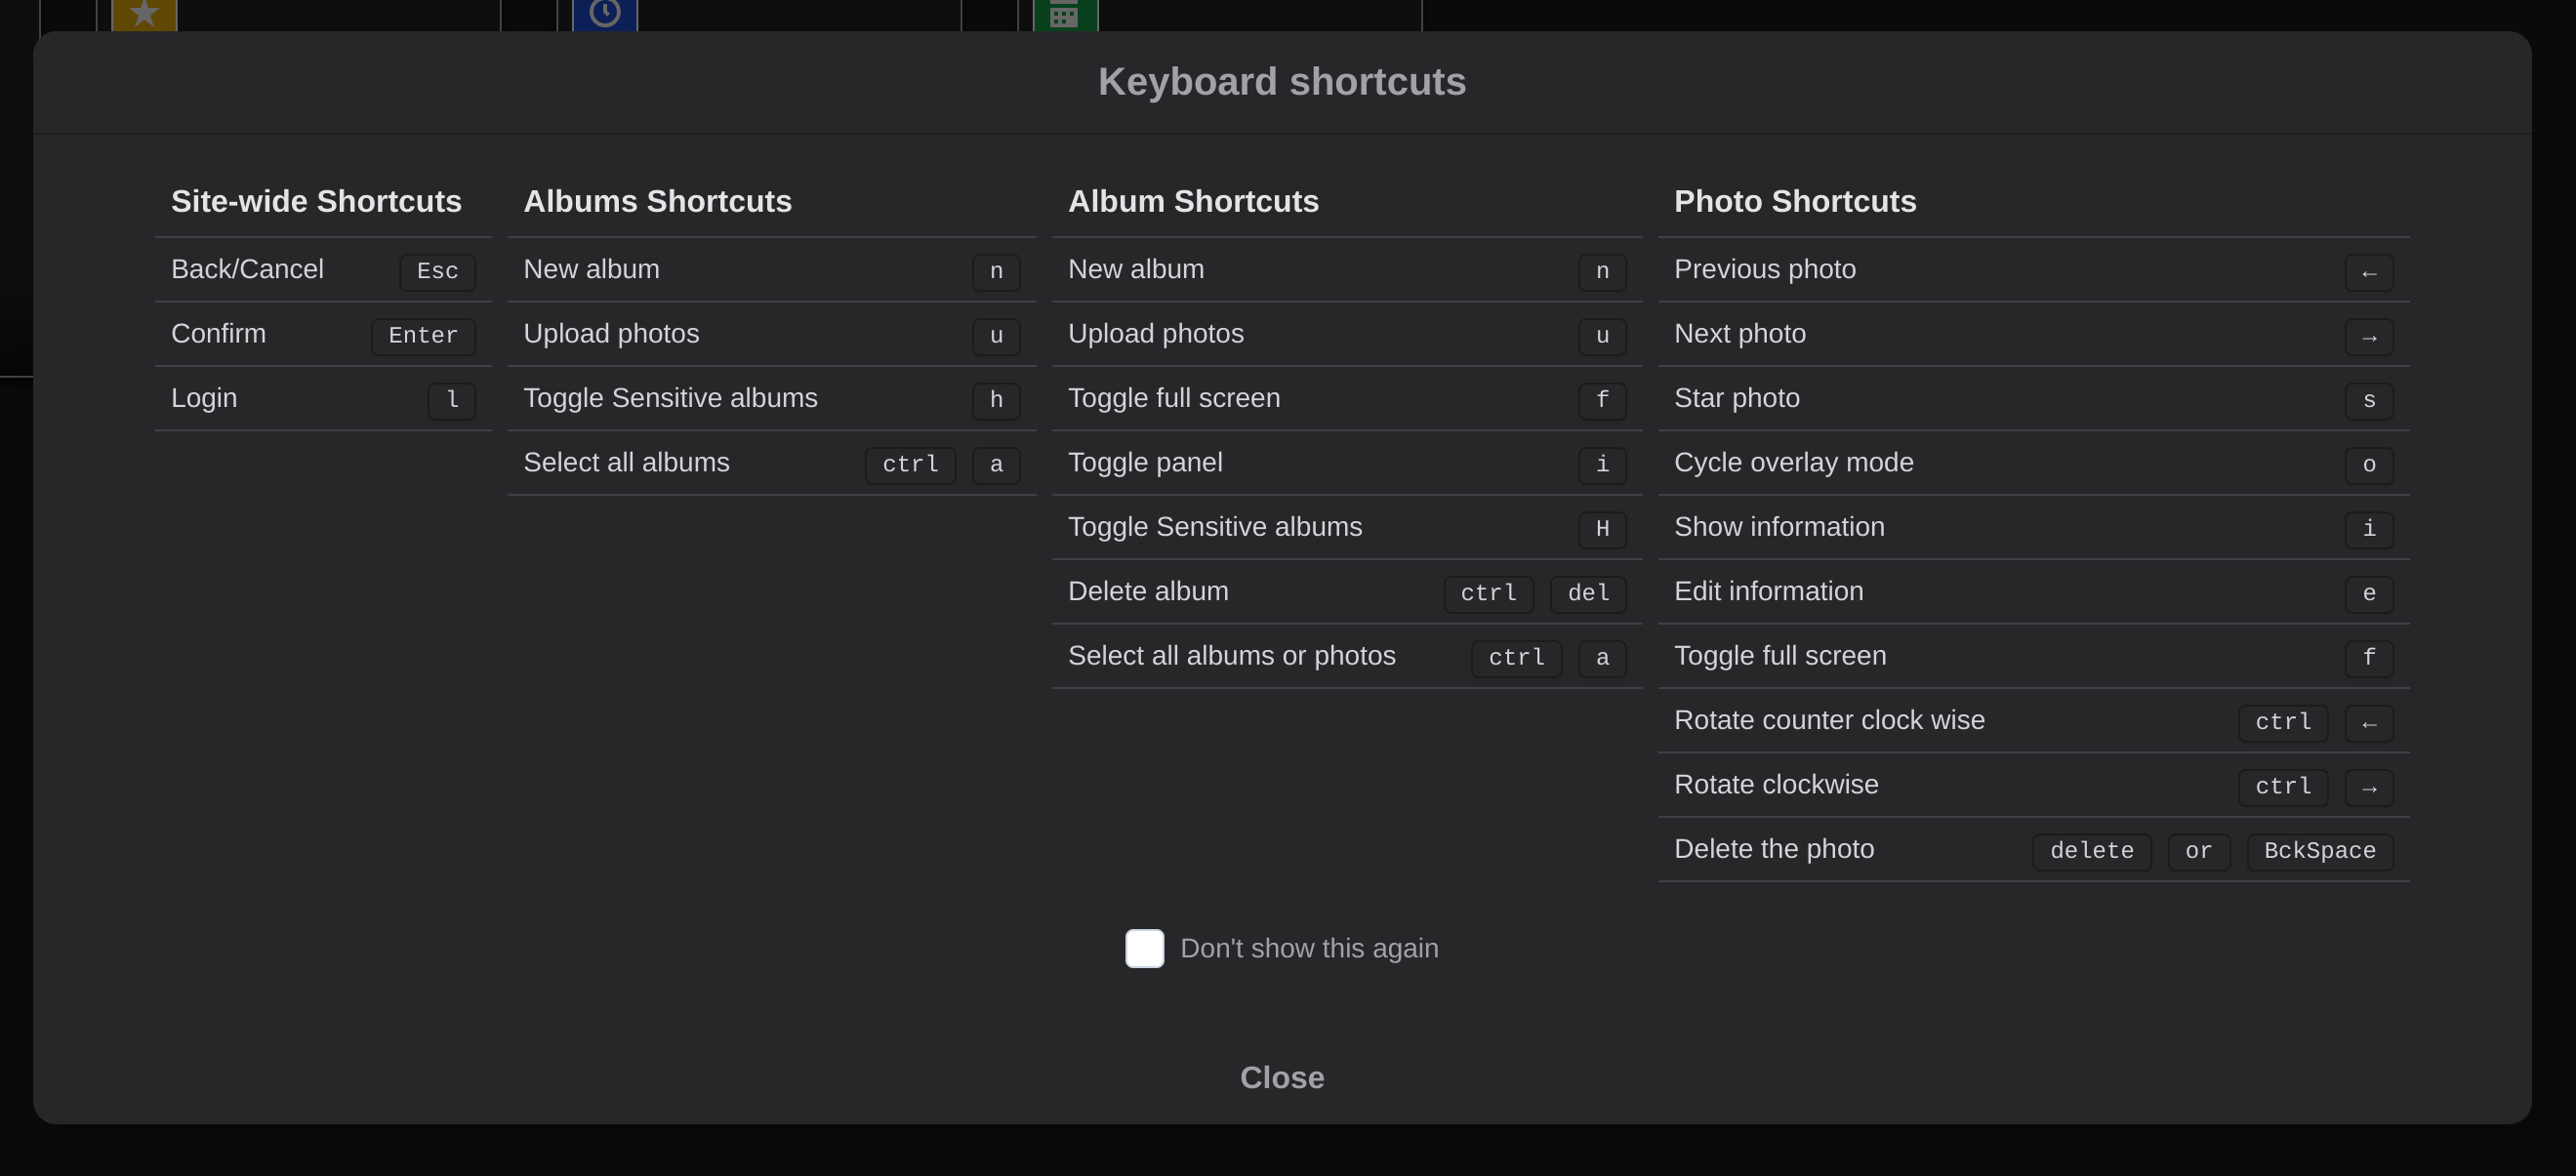 Keyboard shortcuts
Site-wide Shortcuts
Back/Cancel Esc
Confirm Enter
Login l
Albums Shortcuts
New album n
Upload photos u
Toggle Sensitive albums h
Select all albums ctrl a
Album Shortcuts
New album n
Upload photos u
Toggle full screen f
Toggle panel i
Toggle Sensitive albums H
Delete album ctrl del
Select all albums or photos ctrl a
Photo Shortcuts
Previous photo ←
Next photo →
Star photo s
Cycle overlay mode o
Show information i
Edit information e
Toggle full screen f
Rotate counter clock wise ctrl ←
Rotate clockwise ctrl →
Delete the photo delete or BckSpace
Don't show this again
Close